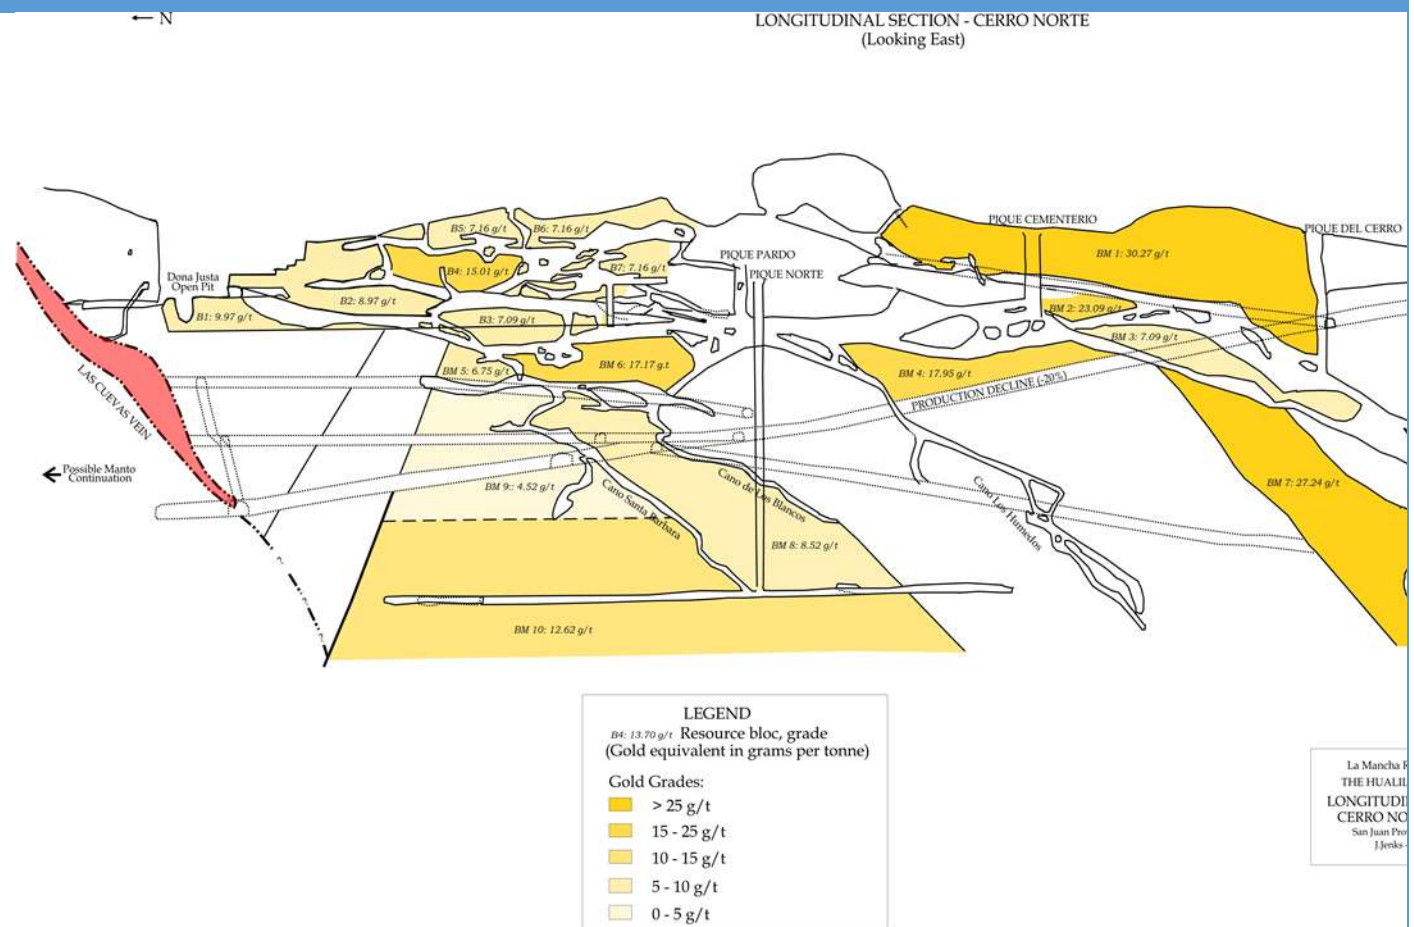 ← N
LONGITUDINAL SECTION - CERRO NORTE
(Looking East)
PIQUE CEMENTERIO
PIQUE DEL CERRO
B5: 7.16 g/t
B6: 7.16 g/t
PIQUE PARDO
BM 1: 30.27 g/t
Dona Justa
Open Pit
B4: 15.01 g/t
B7: 7.16 g/t
PIQUE NORTE
B2: 8.97 g/t
B1: 9.97 g/t
B3: 7.09 g/t
BM 2: 23.09 g/t
BM 3: 7.09 g/t
BM 5: 6.75 g/t
BM 6: 17.17 g.t
BM 4: 17.95 g/t
PRODUCTION DECLINE (-20%)
LAS CUEVAS VEIN
Possible Manto
Continuation
BM 9:: 4.52 g/t
Cano Santa Barbara
Cano de Los Blancos
Cano Los Humedos
BM 7: 27.24 g/t
BM 8: 8.52 g/t
BM 10: 12.62 g/t
LEGEND
B4: 13.70 g/t Resource bloc, grade
(Gold equivalent in grams per tonne)
Gold Grades:
> 25 g/t
15 - 25 g/t
10 - 15 g/t
5 - 10 g/t
0 - 5 g/t
La Mancha R
THE HUALIL
LONGITUDI
CERRO NO
San Juan Pro
J.Jenks -